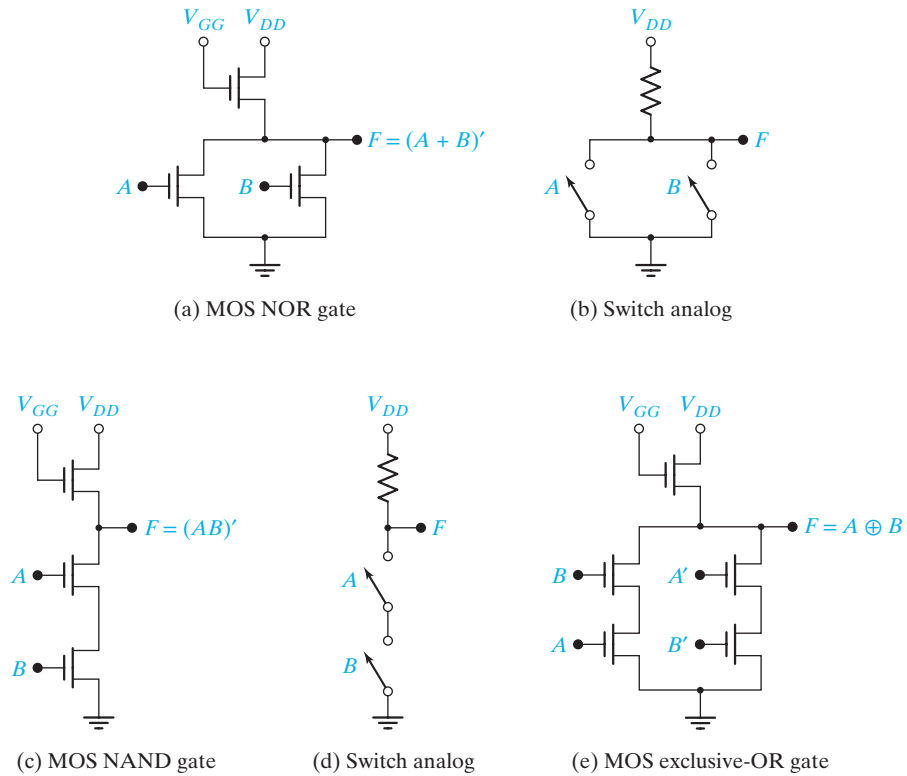 V_GG V_DD
F = (A + B)′
A B
(a) MOS NOR gate
V_DD
F
A B
(b) Switch analog
V_GG V_DD
F = (AB)′
A
B
(c) MOS NAND gate
V_DD
F
A
B
(d) Switch analog
V_GG V_DD
F = A ⊕ B
B A′
A B′
(e) MOS exclusive-OR gate